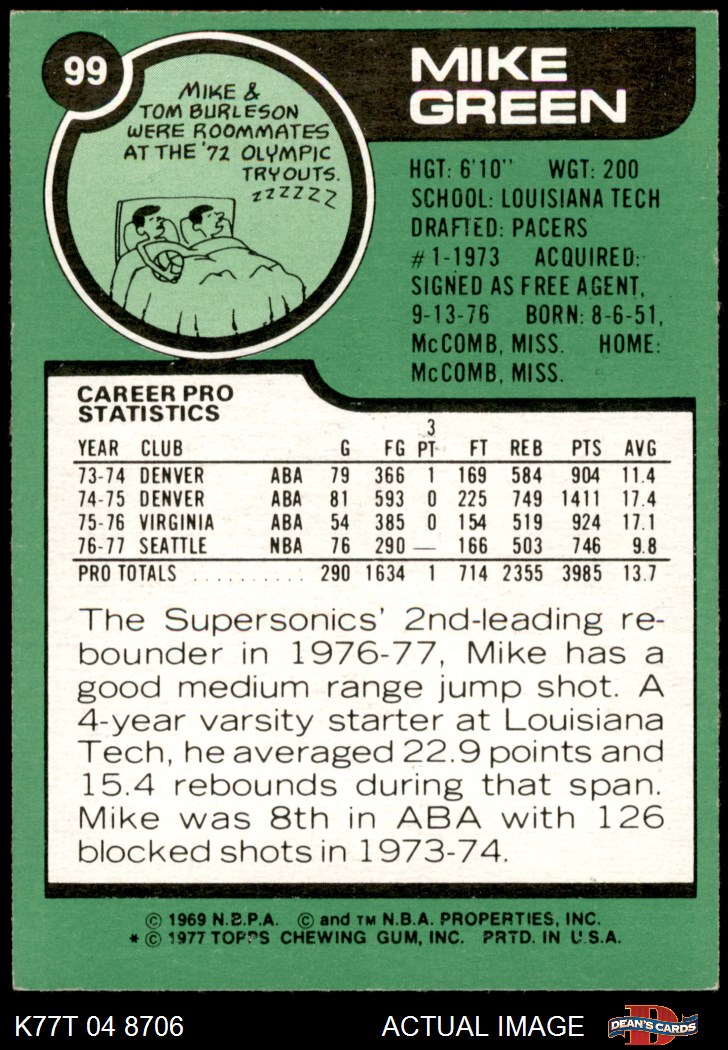 99
MIKE &
TOM BURLESON
WERE ROOMMATES
AT THE '72 OLYMPIC
TRYOUTS.
ZZZZZZ
MIKE
GREEN
HGT: 6'10" WGT: 200
SCHOOL: LOUISIANA TECH
DRAFTED: PACERS
#1-1973 ACQUIRED:
SIGNED AS FREE AGENT,
9-13-76 BORN: 8-6-51,
McCOMB, MISS. HOME:
McCOMB, MISS.
CAREER PRO
STATISTICS
YEAR CLUB G FG 3 PT FT REB PTS AVG
73-74 DENVER ABA 79 366 1 169 584 904 11.4
74-75 DENVER ABA 81 593 0 225 749 1411 17.4
75-76 VIRGINIA ABA 54 385 0 154 519 924 17.1
76-77 SEATTLE NBA 76 290 — 166 503 746 9.8
PRO TOTALS .......... 290 1634 1 714 2355 3985 13.7
The Supersonics' 2nd-leading re-
bounder in 1976-77, Mike has a
good medium range jump shot. A
4-year varsity starter at Louisiana
Tech, he averaged 22.9 points and
15.4 rebounds during that span.
Mike was 8th in ABA with 126
blocked shots in 1973-74.
© 1969 N.B.P.A. © and TM N.B.A. PROPERTIES, INC.
* © 1977 TOPPS CHEWING GUM, INC. PRTD. IN U.S.A.
K77T 04 8706 ACTUAL IMAGE D DEAN'S CARDS